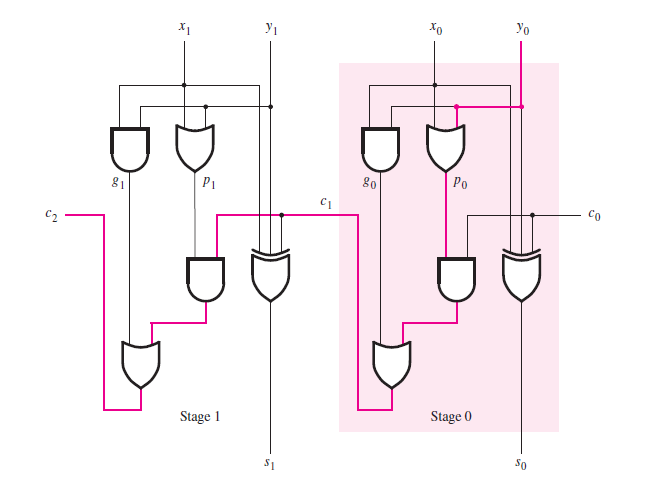 x₁ y₁ x₀ y₀
g₁ p₁ g₀ p₀
c₂ c₁ c₀
Stage 1 Stage 0
s₁ s₀